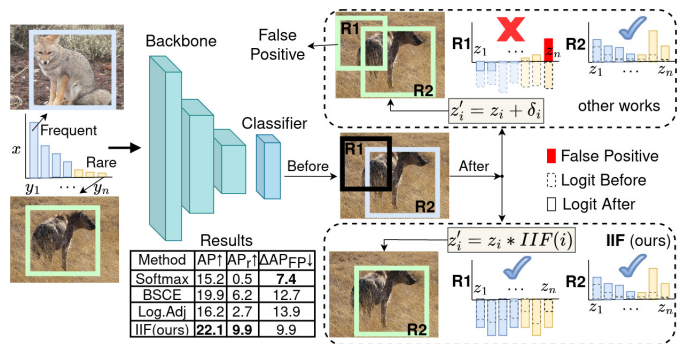 Backbone
Classifier
Frequent
Rare
x
y₁ ... yₙ
Before
After
R1
R2
False
Positive
R1
R2
z'ᵢ = zᵢ + δᵢ
R1
z₁ ... zₙ
R2
z₁ ... zₙ
other works
False Positive
Logit Before
Logit After
z'ᵢ = zᵢ * IIF(i)
IIF (ours)
R2
R1
z₁ ... zₙ
R2
z₁ ... zₙ
Results
Method AP↑ APᵣ↑ ΔAP_FP↓
Softmax 15.2 0.5 7.4
BSCE 19.9 6.2 12.7
Log.Adj 16.2 2.7 13.9
IIF(ours) 22.1 9.9 9.9